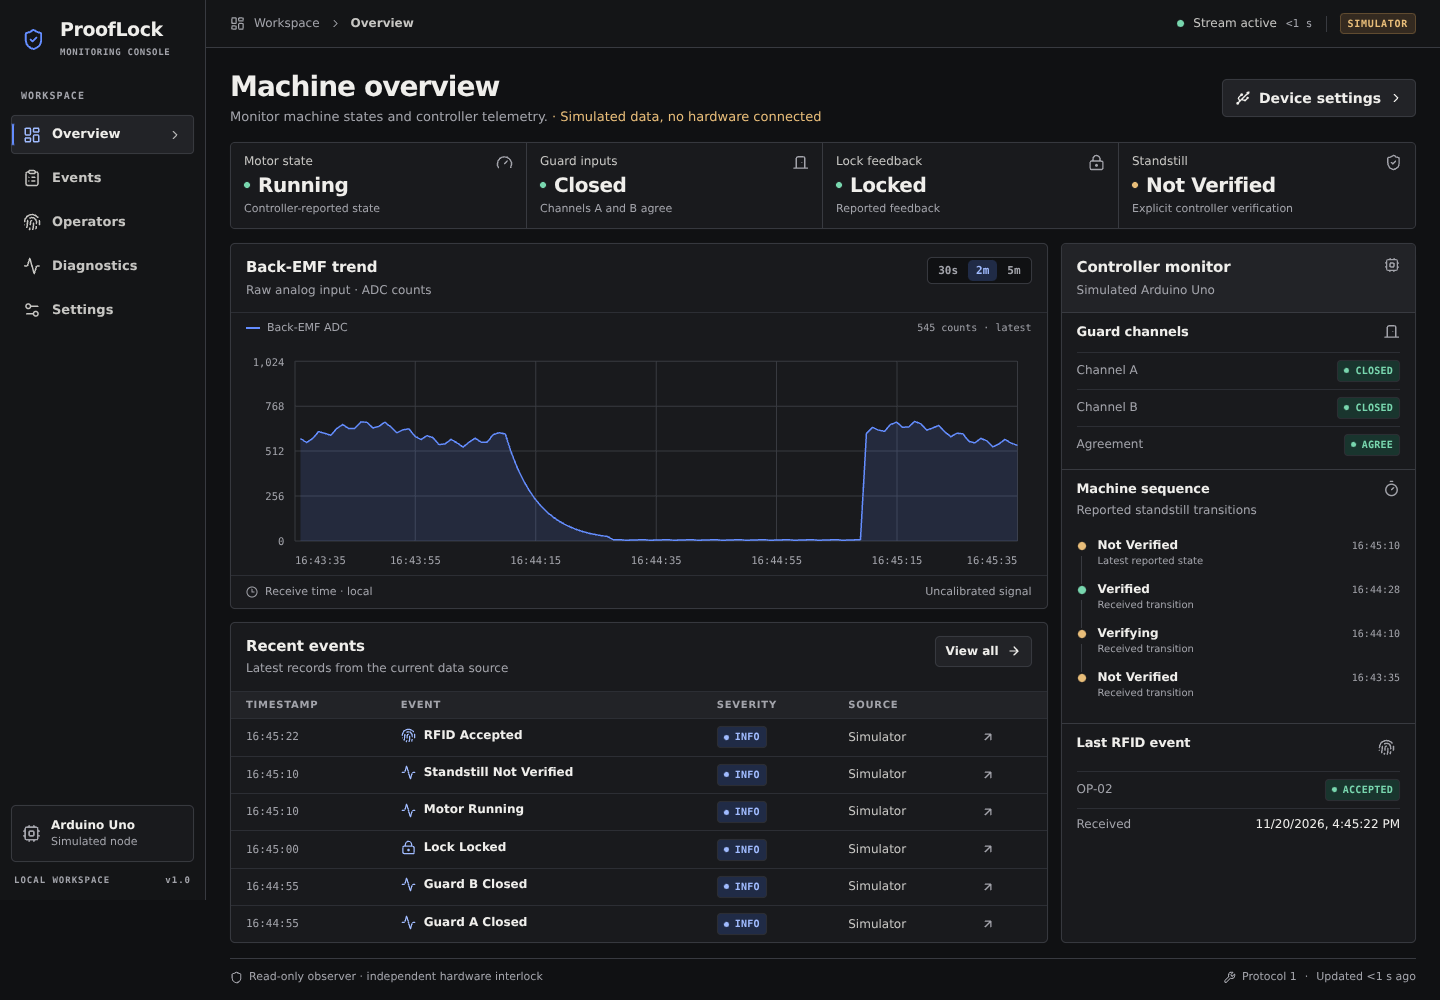 ProofLock
MONITORING CONSOLE
WORKSPACE
Overview
Events
Operators
Diagnostics
Settings
Arduino Uno
Simulated node
LOCAL WORKSPACE v1.0
Workspace Overview
Stream active <1 s SIMULATOR
Machine overview
Monitor machine states and controller telemetry. · Simulated data, no hardware connected
Device settings
Motor state
Running
Controller-reported state
Guard inputs
Closed
Channels A and B agree
Lock feedback
Locked
Reported feedback
Standstill
Not Verified
Explicit controller verification
Back-EMF trend
Raw analog input · ADC counts
30s 2m 5m
Back-EMF ADC
545 counts · latest
1,024
768
512
256
0
16:43:35 16:43:55 16:44:15 16:44:35 16:44:55 16:45:15 16:45:35
Receive time · local
Uncalibrated signal
Recent events
Latest records from the current data source
View all
TIMESTAMP EVENT SEVERITY SOURCE
16:45:22 RFID Accepted INFO Simulator
16:45:10 Standstill Not Verified INFO Simulator
16:45:10 Motor Running INFO Simulator
16:45:00 Lock Locked INFO Simulator
16:44:55 Guard B Closed INFO Simulator
16:44:55 Guard A Closed INFO Simulator
Controller monitor
Simulated Arduino Uno
Guard channels
Channel A CLOSED
Channel B CLOSED
Agreement AGREE
Machine sequence
Reported standstill transitions
Not Verified 16:45:10
Latest reported state
Verified 16:44:28
Received transition
Verifying 16:44:10
Received transition
Not Verified 16:43:35
Received transition
Last RFID event
OP-02 ACCEPTED
Received 11/20/2026, 4:45:22 PM
Read-only observer · independent hardware interlock
Protocol 1 · Updated <1 s ago